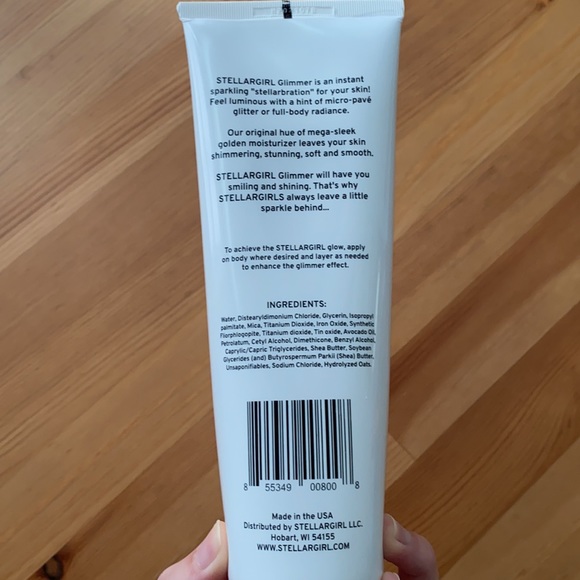 STELLARGIRL Glimmer is an instant
sparkling "stellarbration" for your skin!
Feel luminous with a hint of micro-pavé
glitter or full-body radiance.
Our original hue of mega-sleek
golden moisturizer leaves your skin
shimmering, stunning, soft and smooth.
STELLARGIRL Glimmer will have you
smiling and shining. That's why
STELLARGIRLS always leave a little
sparkle behind...
To achieve the STELLARGIRL glow, apply
on body where desired and layer as needed
to enhance the glimmer effect.
INGREDIENTS:
Water, Distearyldimonium Chloride, Glycerin, Isopropyl
palmitate, Mica, Titanium Dioxide, Iron Oxide, Synthetic
Florphlogopite, Titanium dioxide, Tin oxide, Avocado Oil,
Petrolatum, Cetyl Alcohol, Dimethicone, Benzyl Alcohol,
Caprylic/Capric Triglycerides, Shea Butter, Soybean
Glycerides (and) Butyrospermum Parkii (Shea) Butter,
Unsaponifiables, Sodium Chloride, Hydrolyzed Oats.
8 55349 00800 8
Made in the USA
Distributed by STELLARGIRL LLC.
Hobart, WI 54155
WWW.STELLARGIRL.COM